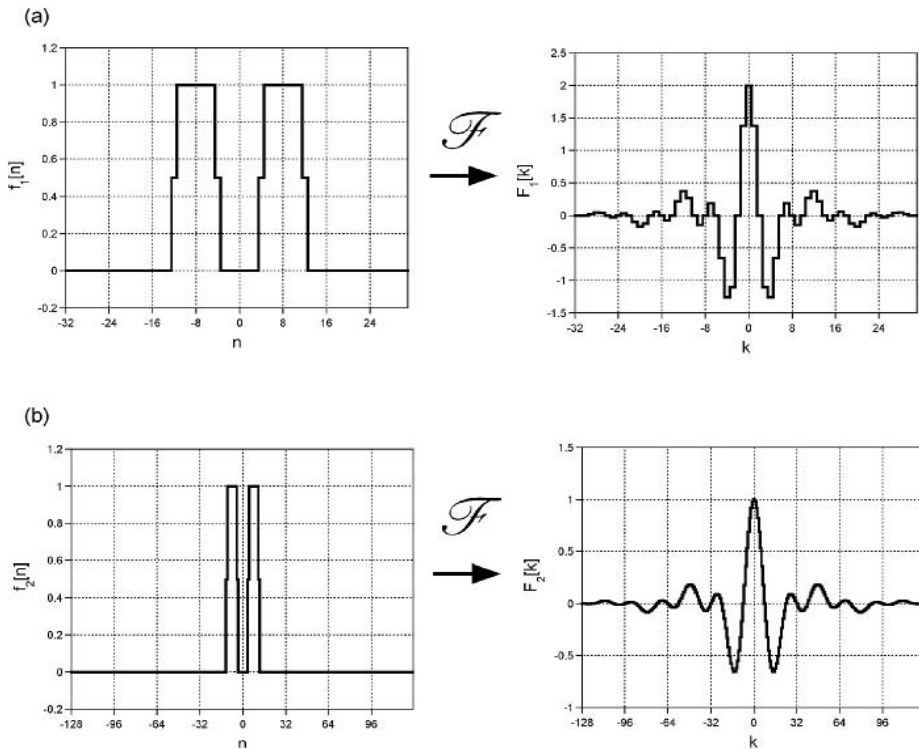 (a)
1.2
1
0.8
0.6
0.4
0.2
0
-0.2
f1[n]
-32 -24 -16 -8 0 8 16 24
n
ℱ
2.5
2
1.5
1
0.5
0
-0.5
-1
-1.5
F1[k]
-32 -24 -16 -8 0 8 16 24
k
(b)
1.2
1
0.8
0.6
0.4
0.2
0
-0.2
f2[n]
-128 -96 -64 -32 0 32 64 96
n
ℱ
1.5
1
0.5
0
-0.5
-1
F2[k]
-128 -96 -64 -32 0 32 64 96
k